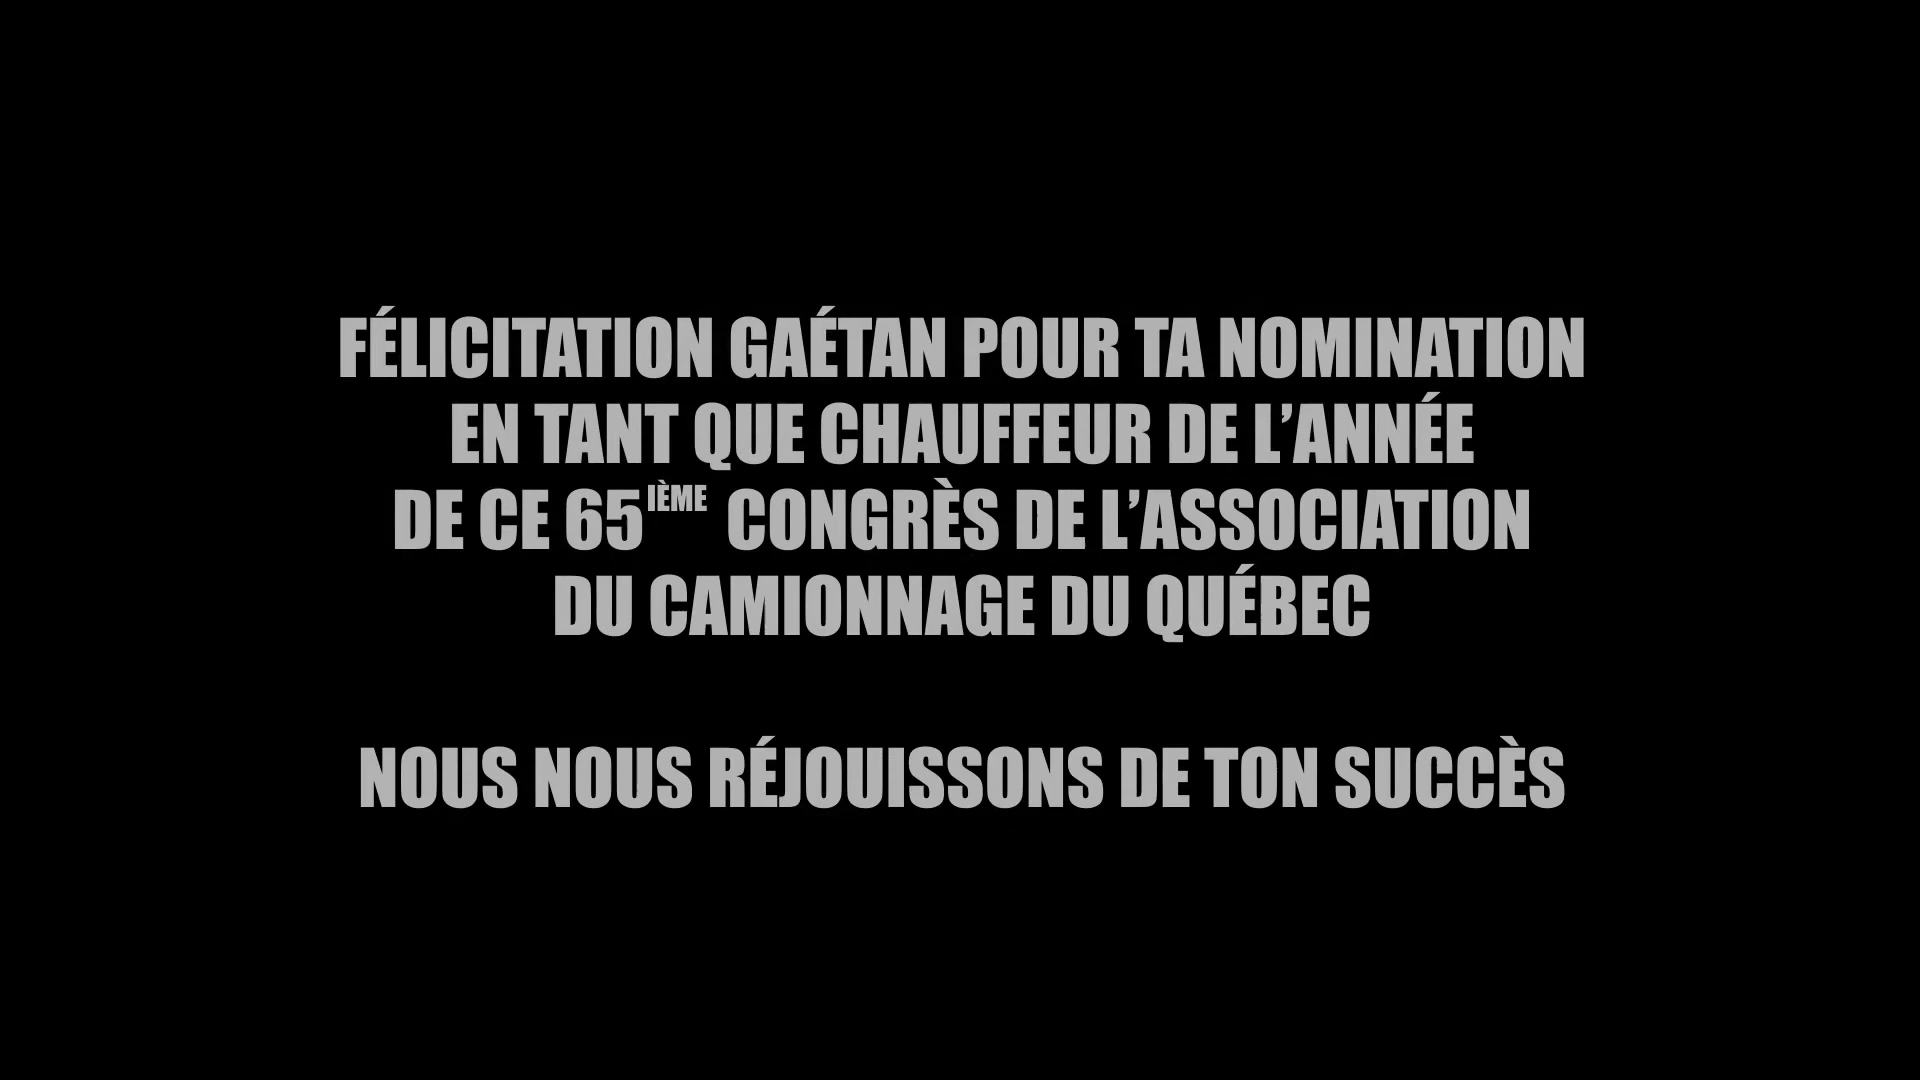 FÉLICITATION GAÉTAN POUR TA NOMINATION
EN TANT QUE CHAUFFEUR DE L’ANNÉE
DE CE 65IÈME CONGRÈS DE L’ASSOCIATION
DU CAMIONNAGE DU QUÉBEC
NOUS NOUS RÉJOUISSONS DE TON SUCCÈS